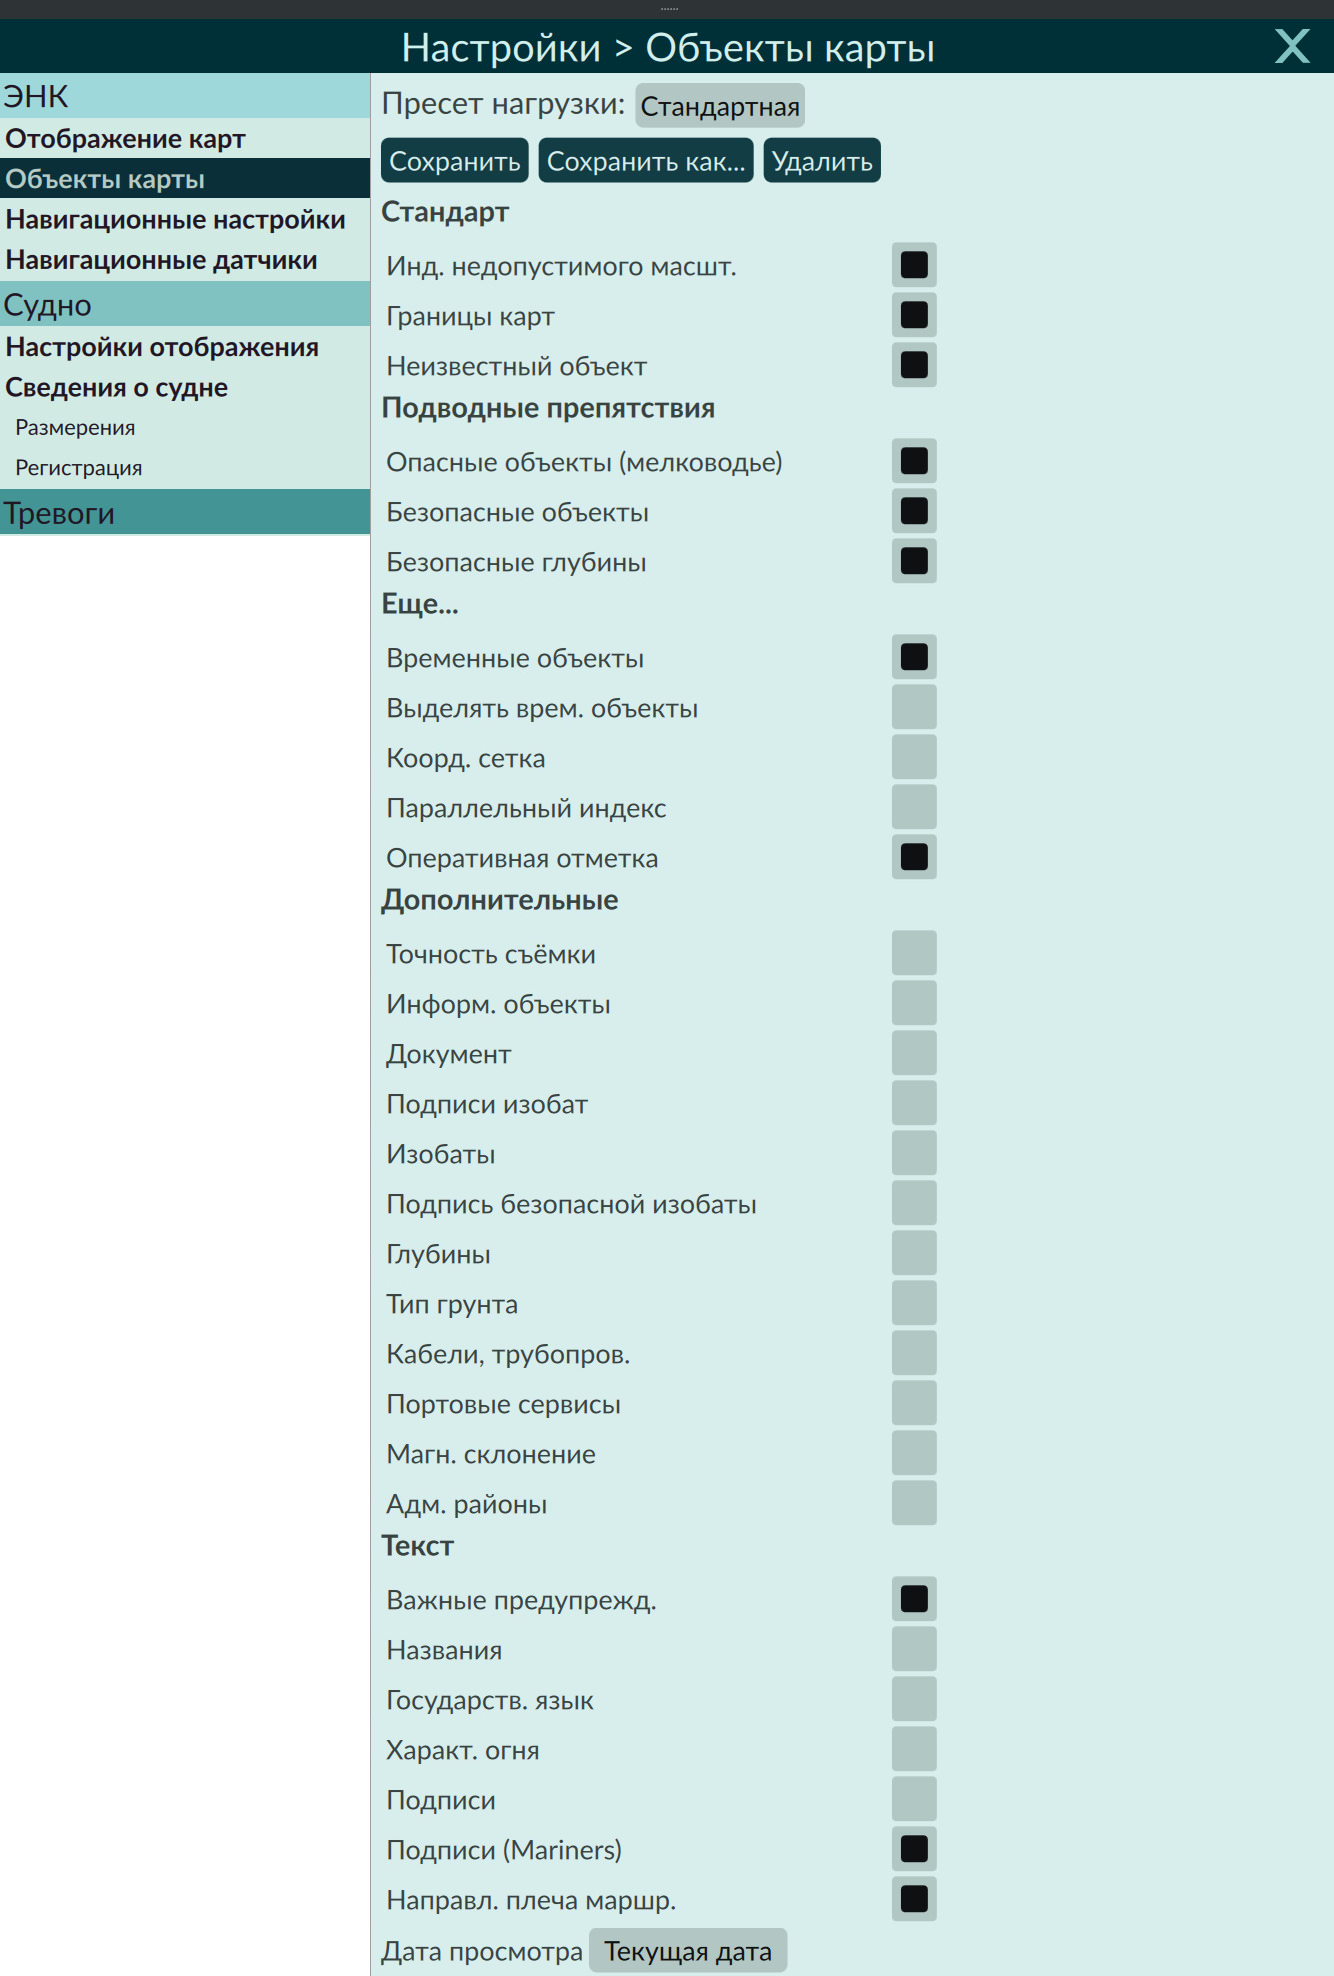 Настройки > Объекты карты
X
ЭНК
Отображение карт
Объекты карты
Навигационные настройки
Навигационные датчики
Судно
Настройки отображения
Сведения о судне
Размерения
Регистрация
Тревоги
Пресет нагрузки: Стандартная
Сохранить Сохранить как... Удалить
Стандарт
Инд. недопустимого масшт.
Границы карт
Неизвестный объект
Подводные препятствия
Опасные объекты (мелководье)
Безопасные объекты
Безопасные глубины
Еще...
Временные объекты
Выделять врем. объекты
Коорд. сетка
Параллельный индекс
Оперативная отметка
Дополнительные
Точность съёмки
Информ. объекты
Документ
Подписи изобат
Изобаты
Подпись безопасной изобаты
Глубины
Тип грунта
Кабели, трубопров.
Портовые сервисы
Магн. склонение
Адм. районы
Текст
Важные предупрежд.
Названия
Государств. язык
Характ. огня
Подписи
Подписи (Mariners)
Направл. плеча маршр.
Дата просмотра Текущая дата